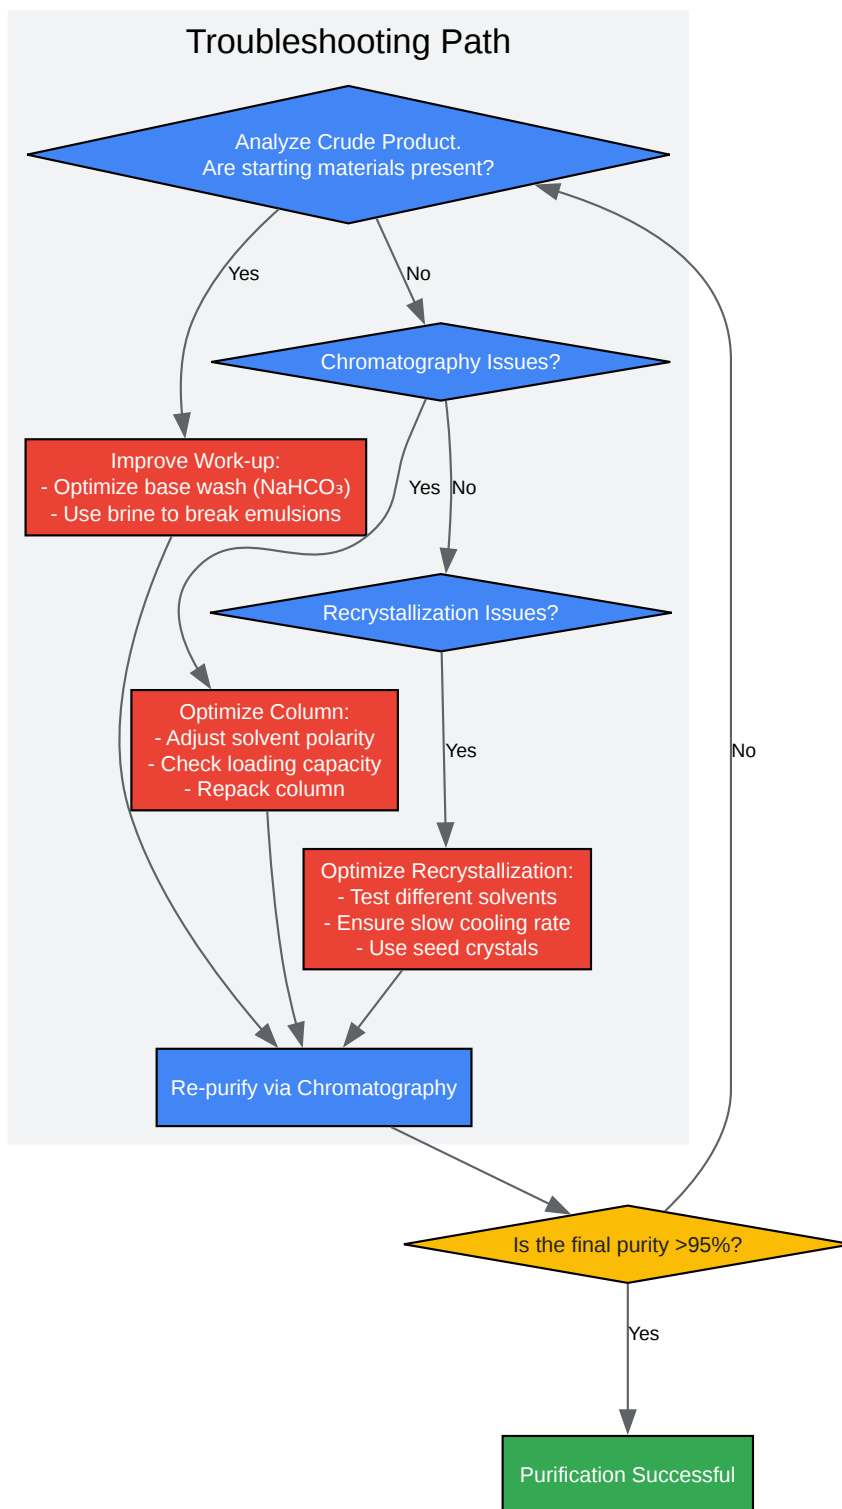 Troubleshooting Path
Analyze Crude Product.
Are starting materials present?
Yes
No
Chromatography Issues?
Improve Work-up:
- Optimize base wash (NaHCO₃)
- Use brine to break emulsions
Yes
No
Recrystallization Issues?
Optimize Column:
- Adjust solvent polarity
- Check loading capacity
- Repack column
Yes
No
Optimize Recrystallization:
- Test different solvents
- Ensure slow cooling rate
- Use seed crystals
Re-purify via Chromatography
Is the final purity >95%?
Yes
Purification Successful